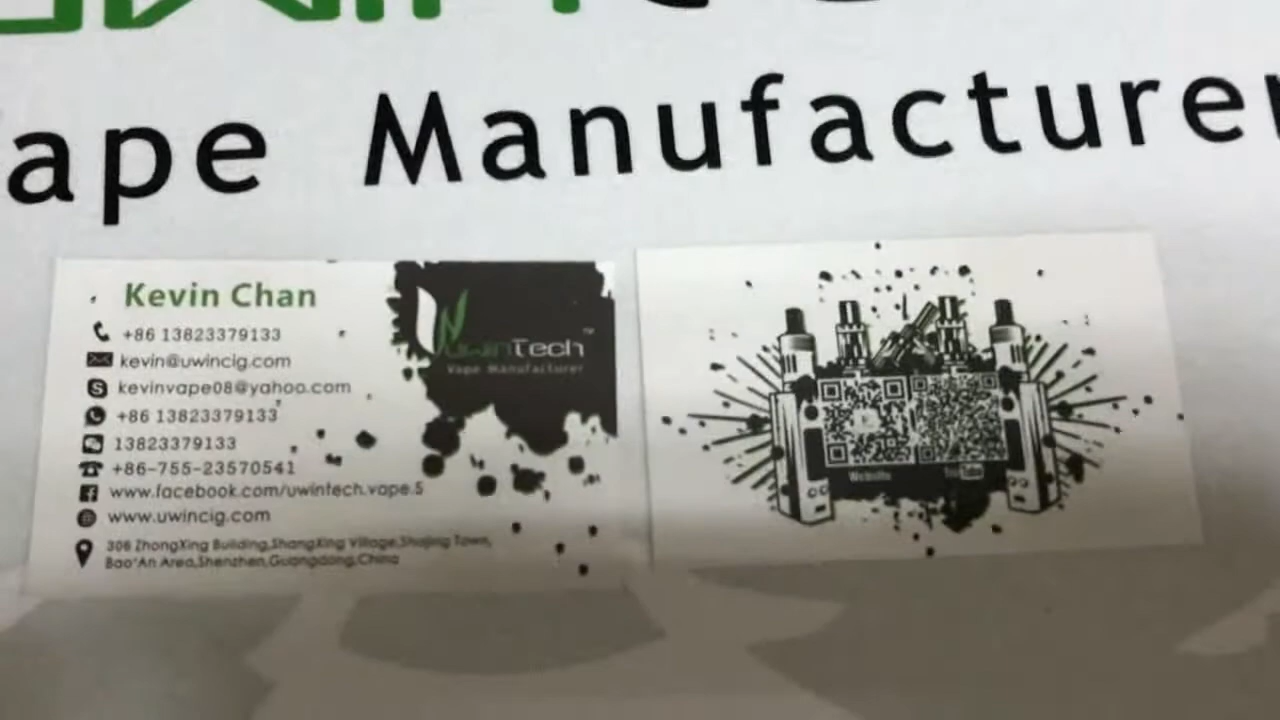 ape Manufacturer
Kevin Chan
+86 13823379133
kevin@uwincig.com
kevinvape08@yahoo.com
+86 13823379133
13823379133
+86-755-23570541
www.facebook.com/uwintech.vape.5
www.uwincig.com
306 ZhongXing Building,ShangXing Village,Shajing Town,
Bao'An Area,Shenzhen,Guangdong,China
UwinTech™
Vape Manufacturer
Website
YouTube